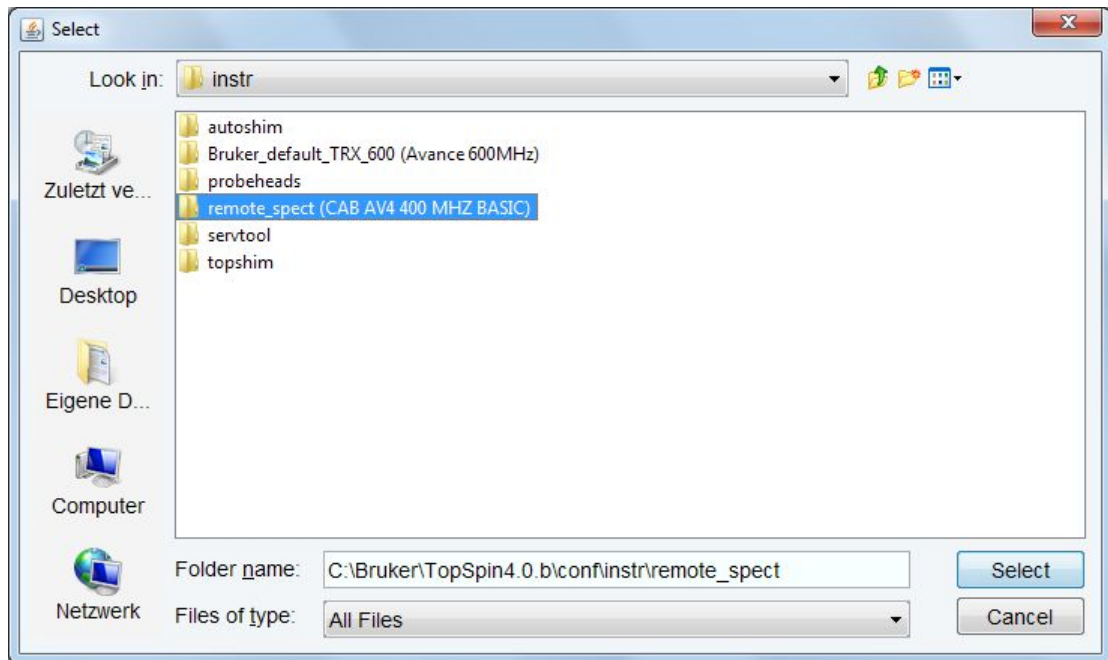 Select
Look in: instr
autoshim
Bruker_default_TRX_600 (Avance 600MHz)
probeheads
remote_spect (CAB AV4 400 MHZ BASIC)
servtool
topshim
Zuletzt ve...
Desktop
Eigene D...
Computer
Netzwerk
Folder name: C:\Bruker\TopSpin4.0.b\conf\instr\remote_spect Select
Files of type: All Files Cancel